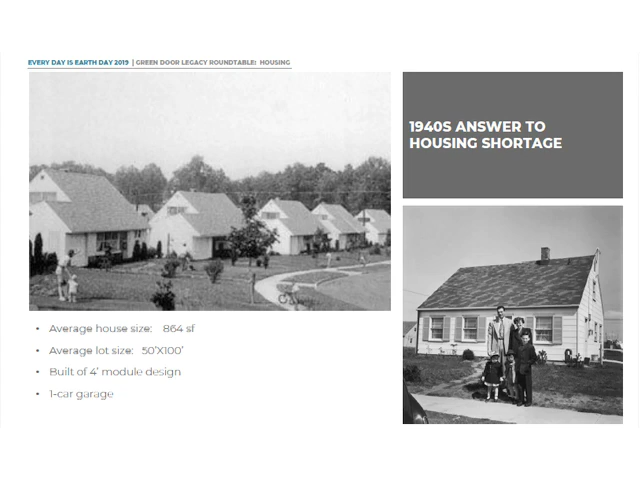 EVERY DAY IS EARTH DAY 2019 | GREEN DOOR LEGACY ROUNDTABLE: HOUSING
1940S ANSWER TO
HOUSING SHORTAGE
• Average house size: 864 sf
• Average lot size: 50'X100'
• Built of 4' module design
• 1-car garage